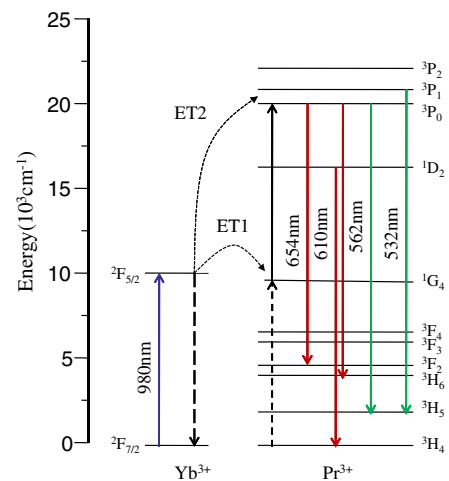 25
20
15
10
5
0
Energy(10³cm⁻¹)
²F₅/₂
²F₇/₂
980nm
Yb³⁺
ET2
ET1
654nm
610nm
562nm
532nm
³P₂
³P₁
³P₀
¹D₂
¹G₄
³F₄
³F₃
³F₂
³H₆
³H₅
³H₄
Pr³⁺